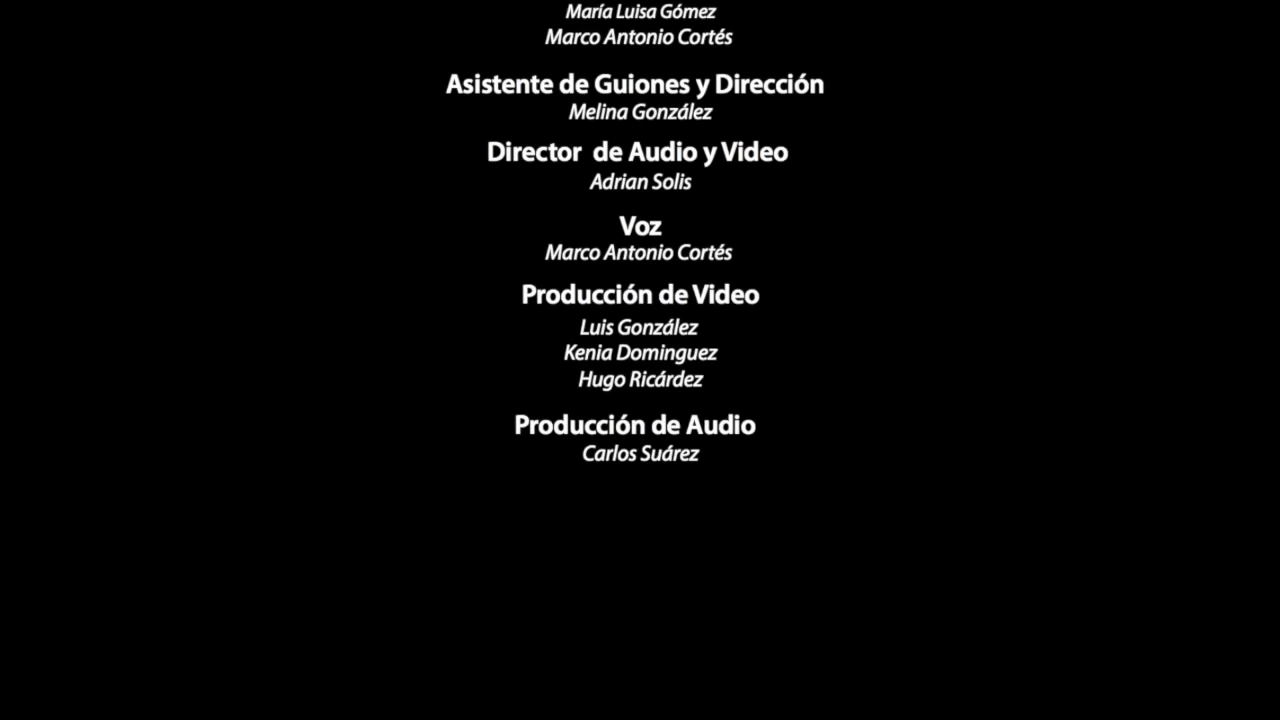 María Luisa Gómez
Marco Antonio Cortés
Asistente de Guiones y Dirección
Melina González
Director de Audio y Video
Adrian Solis
Voz
Marco Antonio Cortés
Producción de Video
Luis González
Kenia Dominguez
Hugo Ricárdez
Producción de Audio
Carlos Suárez